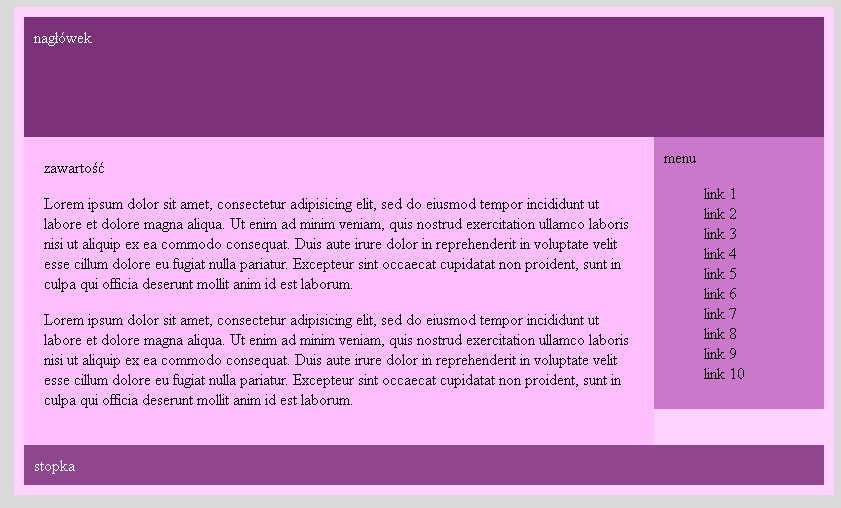 nagłówek
zawartość
Lorem ipsum dolor sit amet, consectetur adipisicing elit, sed do eiusmod tempor incididunt ut
labore et dolore magna aliqua. Ut enim ad minim veniam, quis nostrud exercitation ullamco laboris
nisi ut aliquip ex ea commodo consequat. Duis aute irure dolor in reprehenderit in voluptate velit
esse cillum dolore eu fugiat nulla pariatur. Excepteur sint occaecat cupidatat non proident, sunt in
culpa qui officia deserunt mollit anim id est laborum.
Lorem ipsum dolor sit amet, consectetur adipisicing elit, sed do eiusmod tempor incididunt ut
labore et dolore magna aliqua. Ut enim ad minim veniam, quis nostrud exercitation ullamco laboris
nisi ut aliquip ex ea commodo consequat. Duis aute irure dolor in reprehenderit in voluptate velit
esse cillum dolore eu fugiat nulla pariatur. Excepteur sint occaecat cupidatat non proident, sunt in
culpa qui officia deserunt mollit anim id est laborum.
menu
link 1
link 2
link 3
link 4
link 5
link 6
link 7
link 8
link 9
link 10
stopka